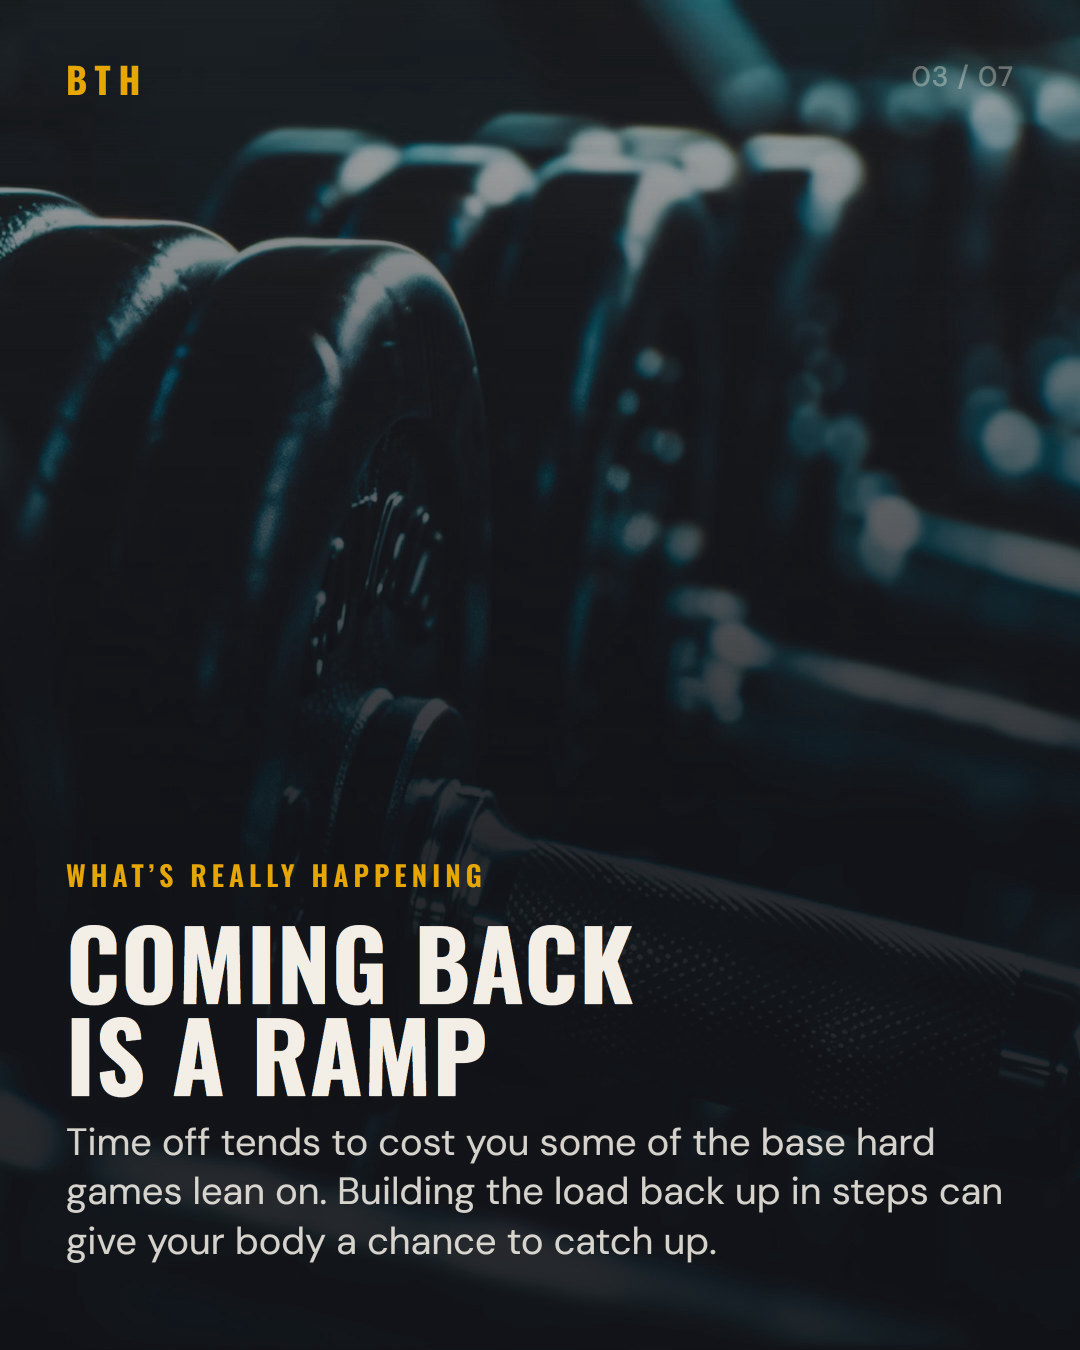 BTH
03 / 07
WHAT’S REALLY HAPPENING
COMING BACK
IS A RAMP
Time off tends to cost you some of the base hard
games lean on. Building the load back up in steps can
give your body a chance to catch up.